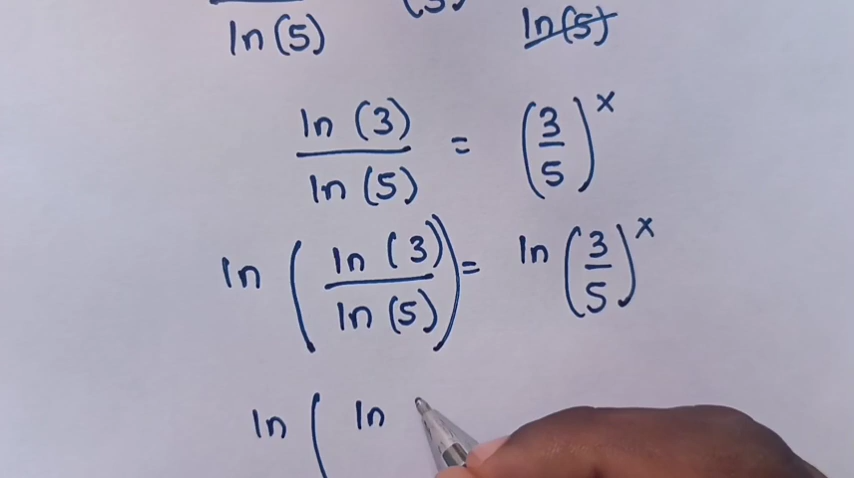 ln(5) ln(5)
ln (3) / ln (5) = (3/5)^x
ln ( ln (3) / ln (5) ) = ln (3/5)^x
ln ( ln